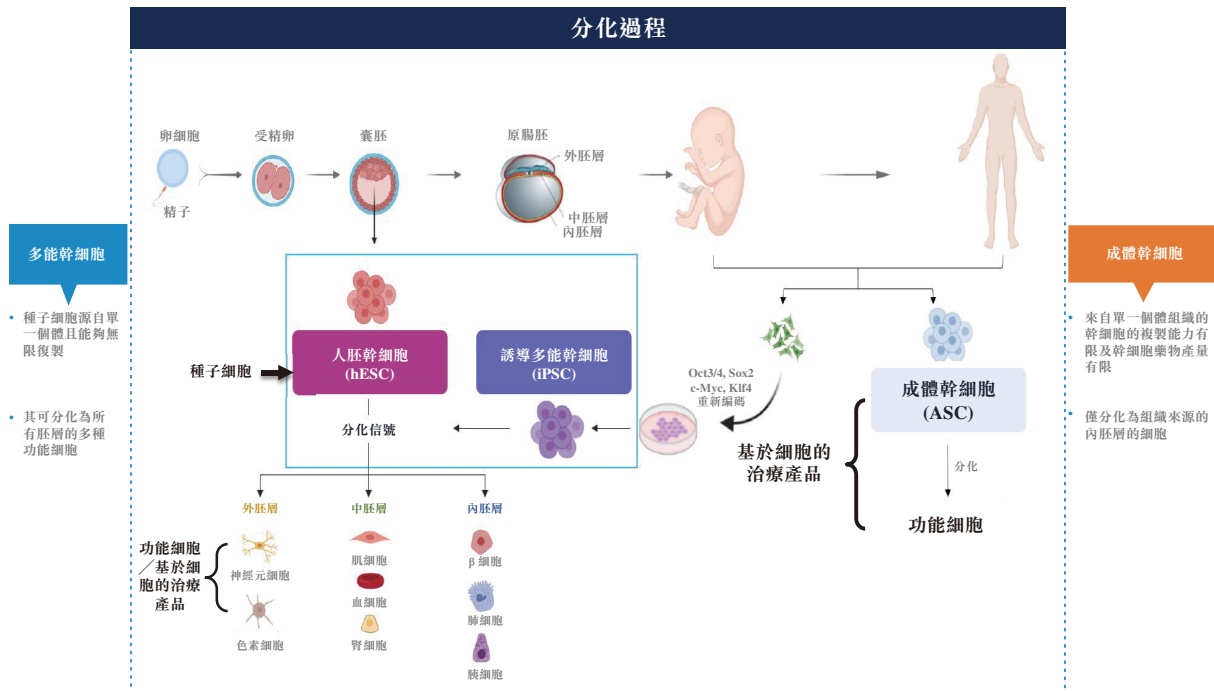 分化過程
卵細胞
受精卵
囊胚
原腸胚
外胚層
精子
中胚層
內胚層
多能幹細胞
• 種子細胞源自單
一個體且能夠無
限復製
• 其可分化為所
有胚層的多種
功能細胞
種子細胞
人胚幹細胞
(hESC)
誘導多能幹細胞
(iPSC)
分化信號
Oct3/4, Sox2
c-Myc, Klf4
重新編碼
基於細胞的
治療產品
成體幹細胞
(ASC)
分化
功能細胞
成體幹細胞
• 來自單一個體組織的
幹細胞的複製能力有
限及幹細胞藥物產量
有限
• 僅分化為組織來源的
內胚層的細胞
外胚層
中胚層
內胚層
功能細胞
╱基於細
胞的治療
產品
神經元細胞
色素細胞
肌細胞
血細胞
腎細胞
β 細胞
肺細胞
胰細胞